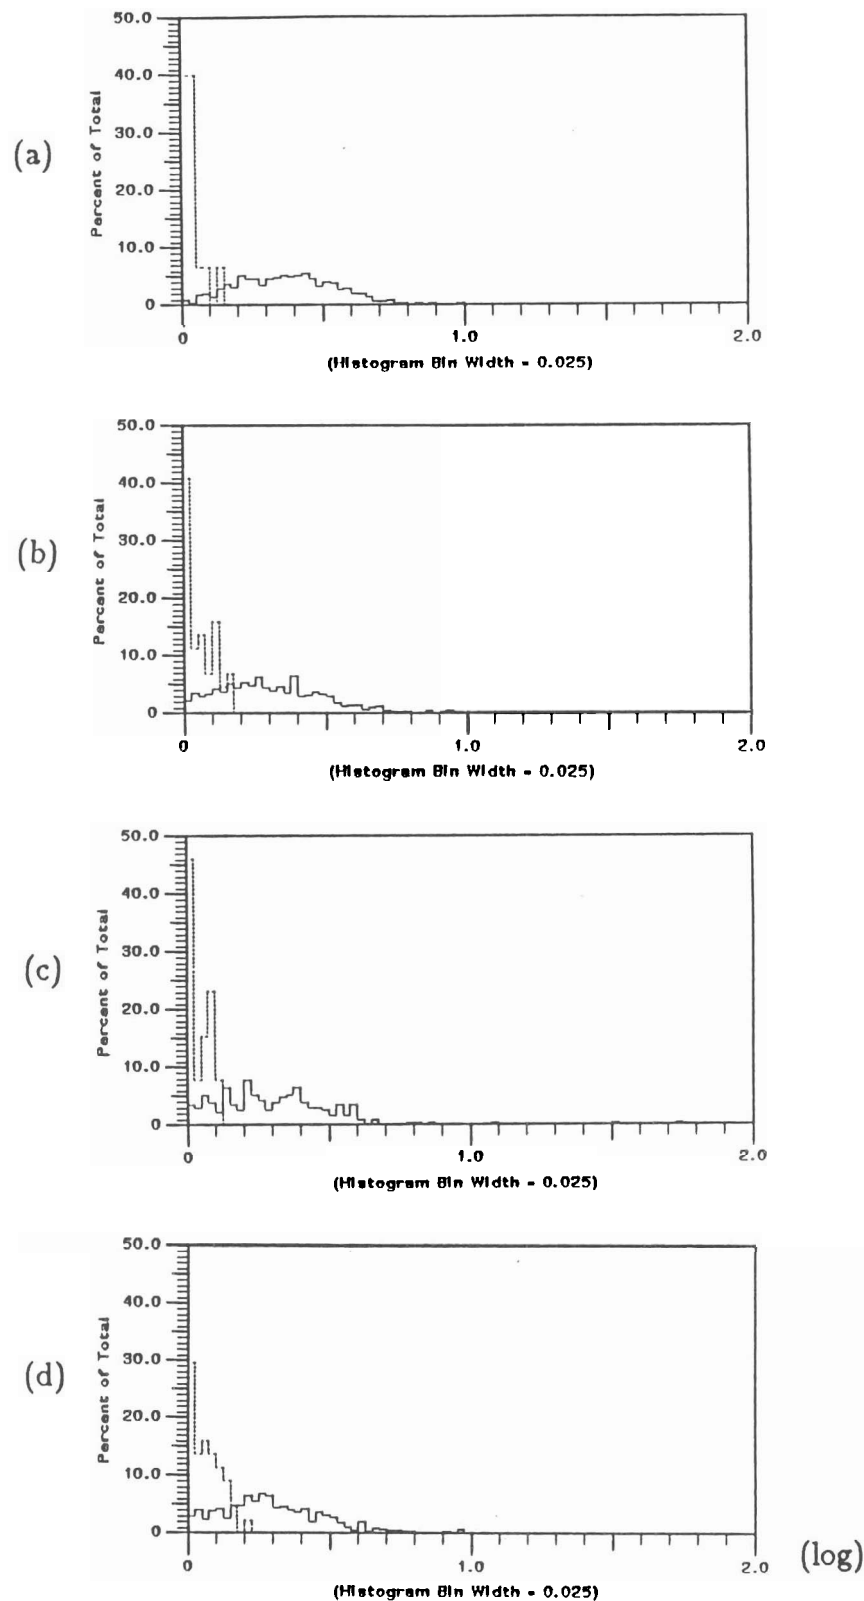 50.0
40.0
30.0
20.0
10.0
0
Percent of Total
(a)
0 1.0 2.0
(Histogram Bin Width - 0.025)
50.0
40.0
30.0
20.0
10.0
0
Percent of Total
(b)
0 1.0 2.0
(Histogram Bin Width - 0.025)
50.0
40.0
30.0
20.0
10.0
0
Percent of Total
(c)
0 1.0 2.0
(Histogram Bin Width - 0.025)
50.0
40.0
30.0
20.0
10.0
0
Percent of Total
(d)
0 1.0 2.0 (log)
(Histogram Bin Width - 0.025)